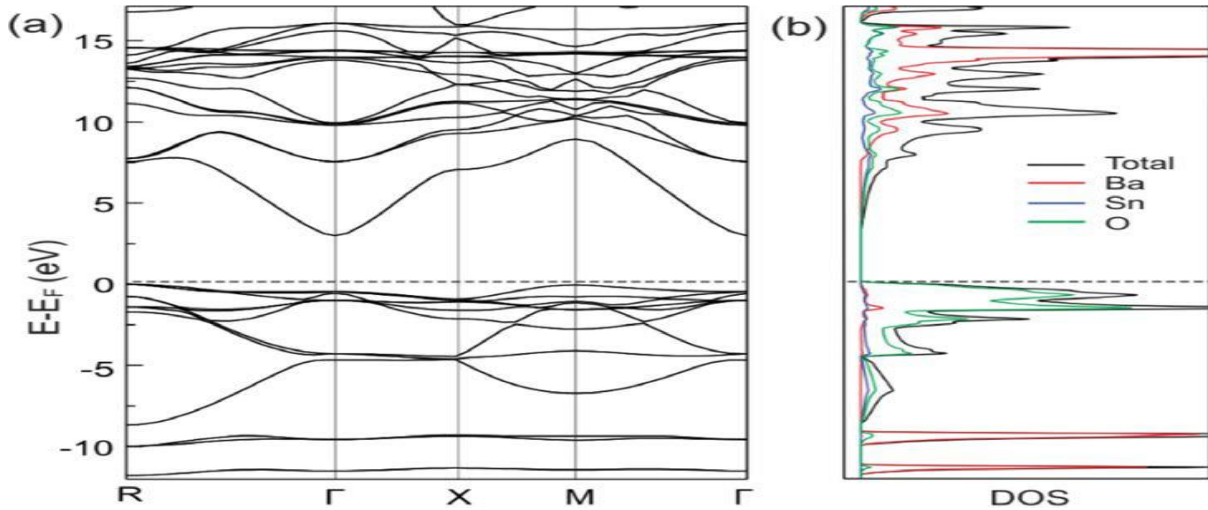 (a)
(b)
15
10
5
0
-5
-10
E-E_F (eV)
R Γ X M Γ
Total
Ba
Sn
O
DOS